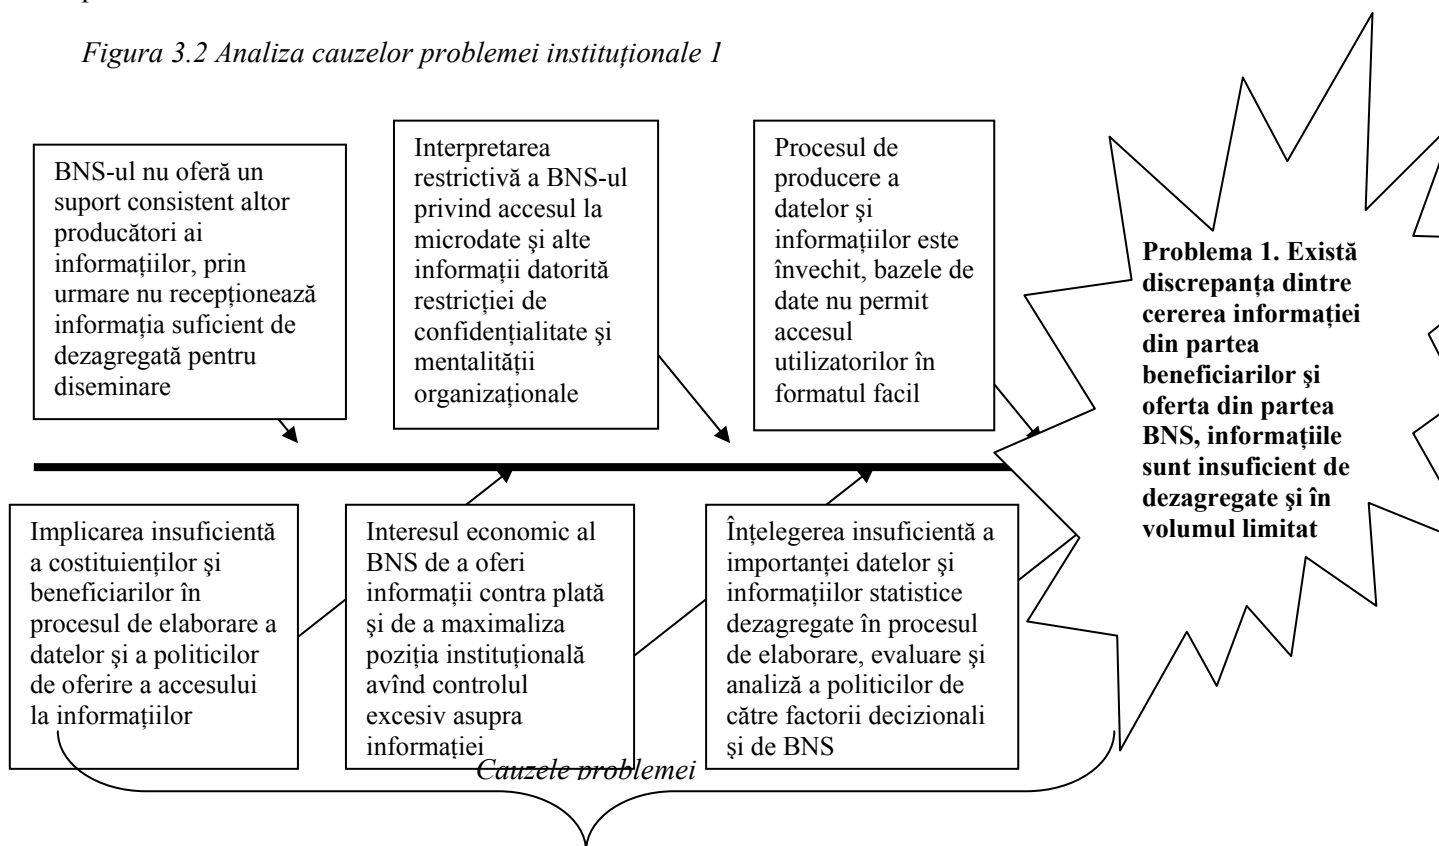 Figura 3.2 Analiza cauzelor problemei instituționale 1
BNS-ul nu oferă un
suport consistent altor
producători ai
informațiilor, prin
urmare nu recepționează
informația suficient de
dezagregată pentru
diseminare
Interpretarea
restrictivă a BNS-ul
privind accesul la
microdate şi alte
informații datorită
restricției de
confidențialitate şi
mentalității
organizaționale
Procesul de
producere a
datelor şi
informațiilor este
învechit, bazele de
date nu permit
accesul
utilizatorilor în
formatul facil
Problema 1. Există
discrepanța dintre
cererea informației
din partea
beneficiarilor şi
oferta din partea
BNS, informațiile
sunt insuficient de
dezagregate şi în
volumul limitat
Implicarea insuficientă
a costituienților şi
beneficiarilor în
procesul de elaborare a
datelor şi a politicilor
de oferire a accesului
la informațiilor
Interesul economic al
BNS de a oferi
informații contra plată
şi de a maximaliza
poziția instituțională
avînd controlul
excesiv asupra
informației
Înțelegerea insuficientă a
importanței datelor şi
informațiilor statistice
dezagregate în procesul
de elaborare, evaluare şi
analiză a politicilor de
către factorii decizionali
şi de BNS
Cauzele problemei